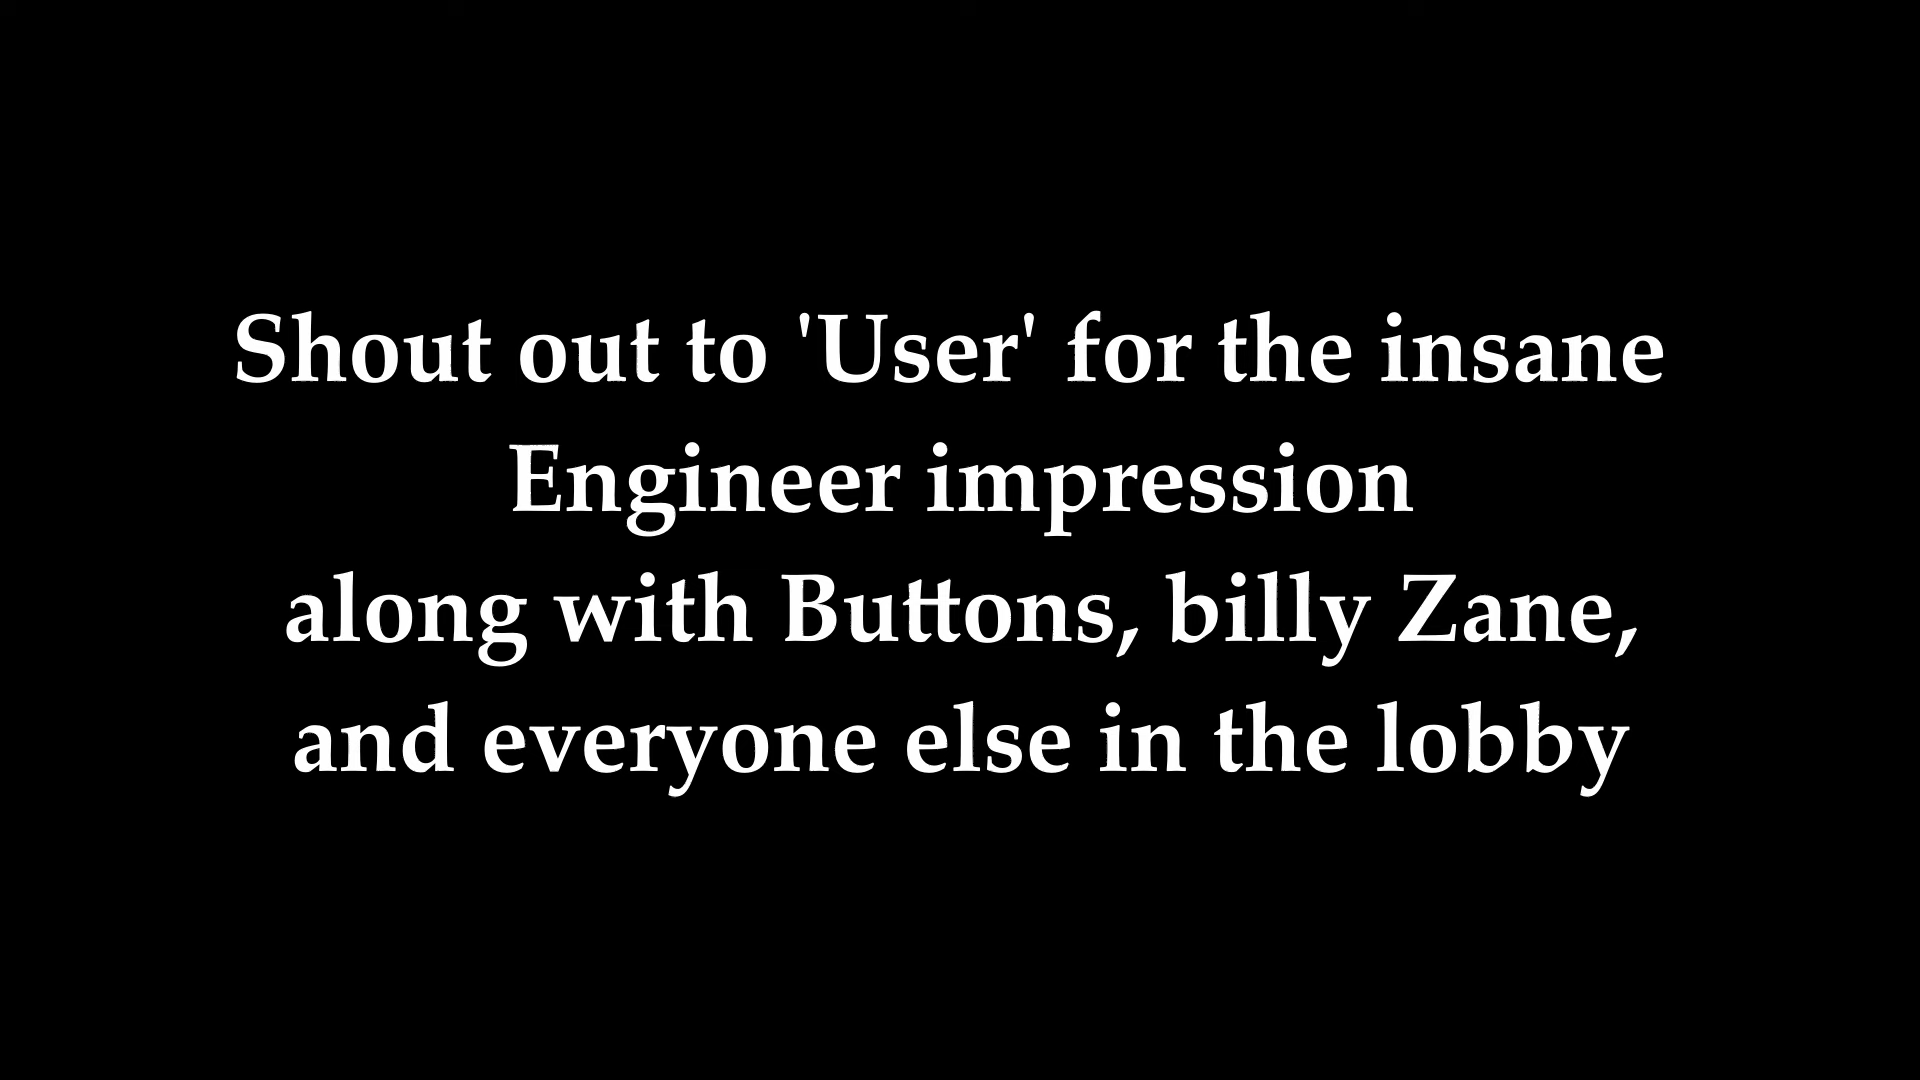 Shout out to 'User' for the insane
Engineer impression
along with Buttons, billy Zane,
and everyone else in the lobby